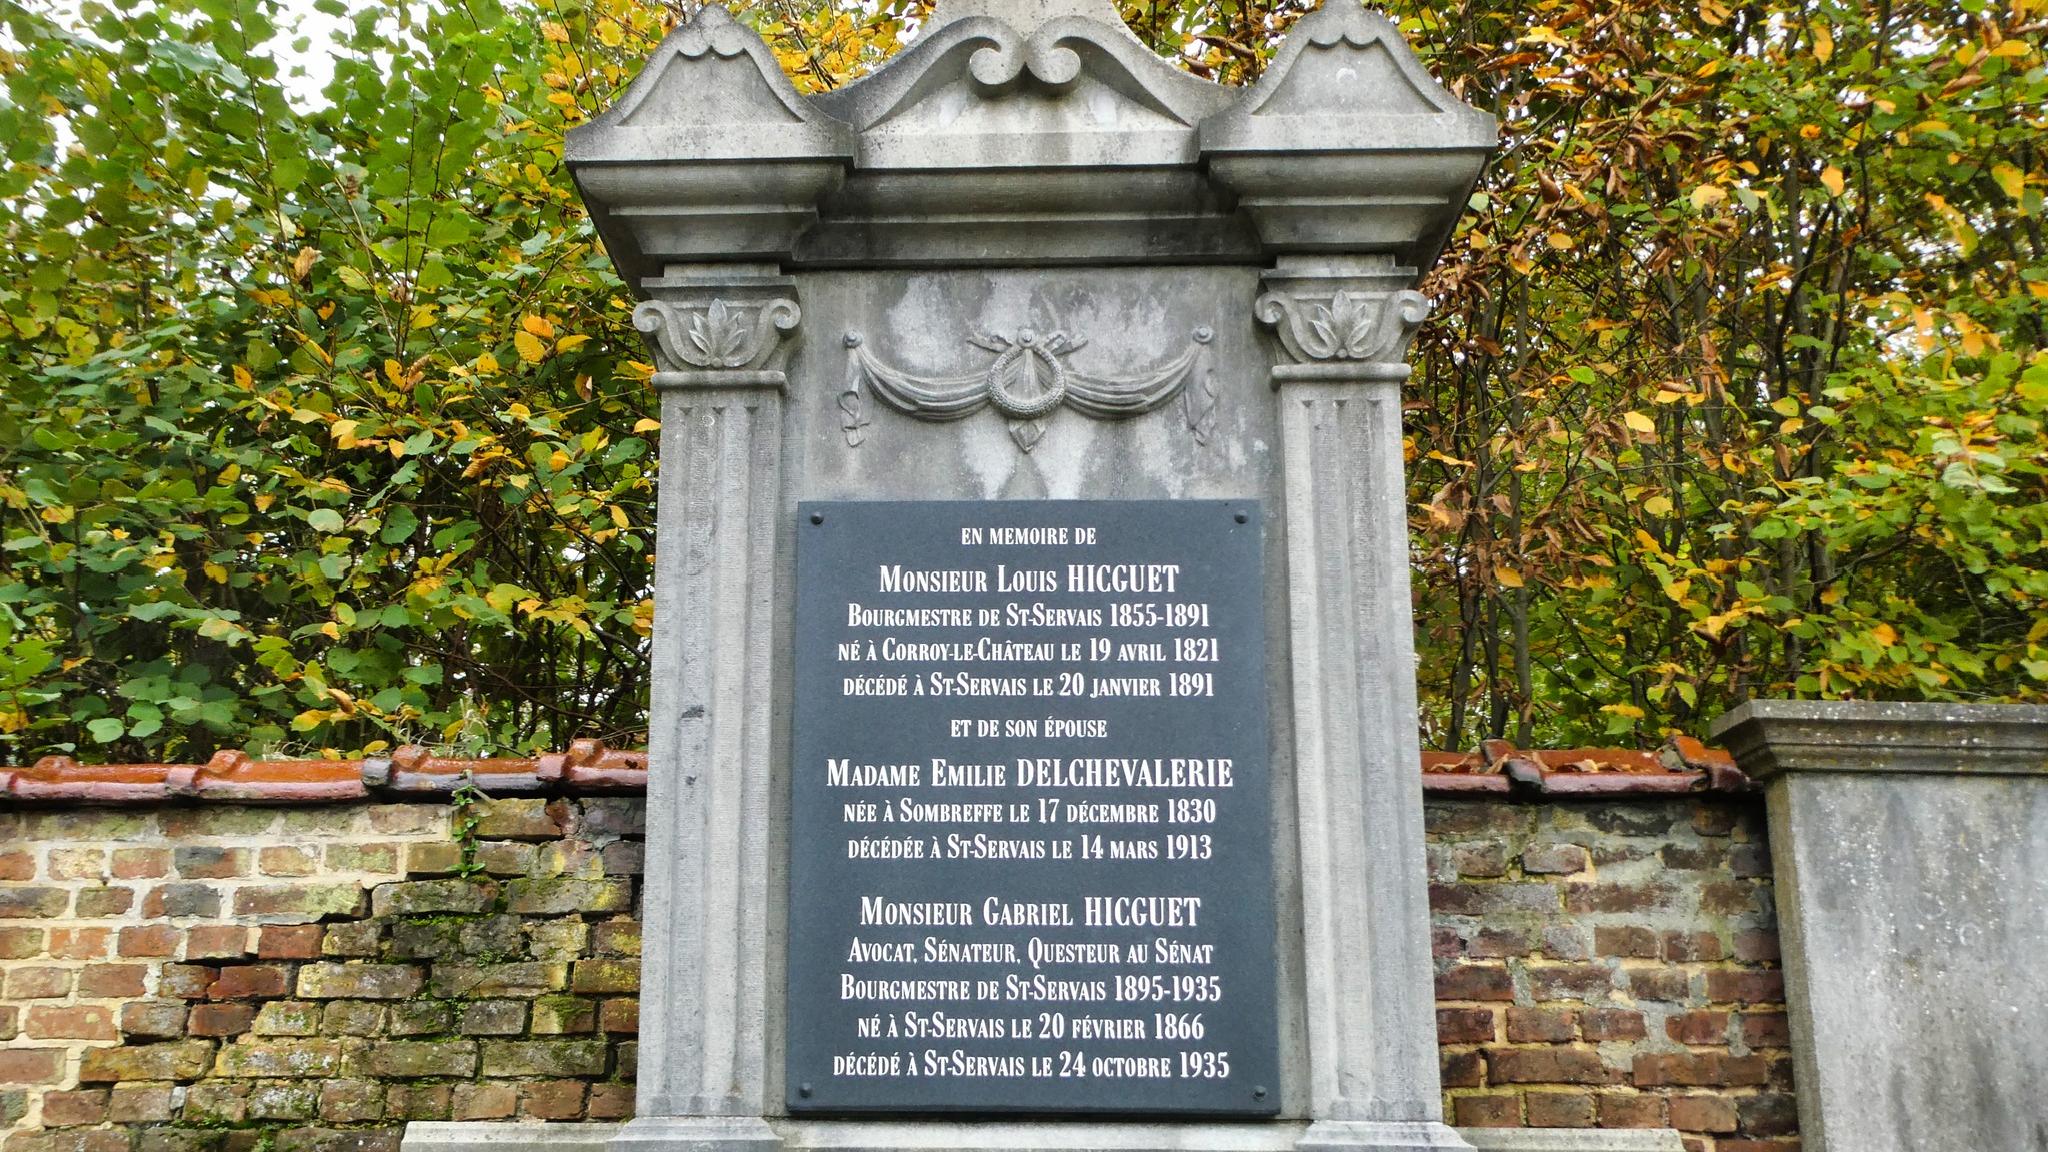 EN MEMOIRE DE
MONSIEUR LOUIS HICGUET
BOURGMESTRE DE ST-SERVAIS 1855-1891
NÉ À CORROY-LE-CHÂTEAU LE 19 AVRIL 1821
DÉCÉDÉ À ST-SERVAIS LE 20 JANVIER 1891
ET DE SON ÉPOUSE
MADAME EMILIE DELCHEVALERIE
NÉE À SOMBREFFE LE 17 DÉCEMBRE 1830
DÉCÉDÉE À ST-SERVAIS LE 14 MARS 1913
MONSIEUR GABRIEL HICGUET
AVOCAT, SÉNATEUR, QUESTEUR AU SÉNAT
BOURGMESTRE DE ST-SERVAIS 1895-1935
NÉ À ST-SERVAIS LE 20 FÉVRIER 1866
DÉCÉDÉ À ST-SERVAIS LE 24 OCTOBRE 1935